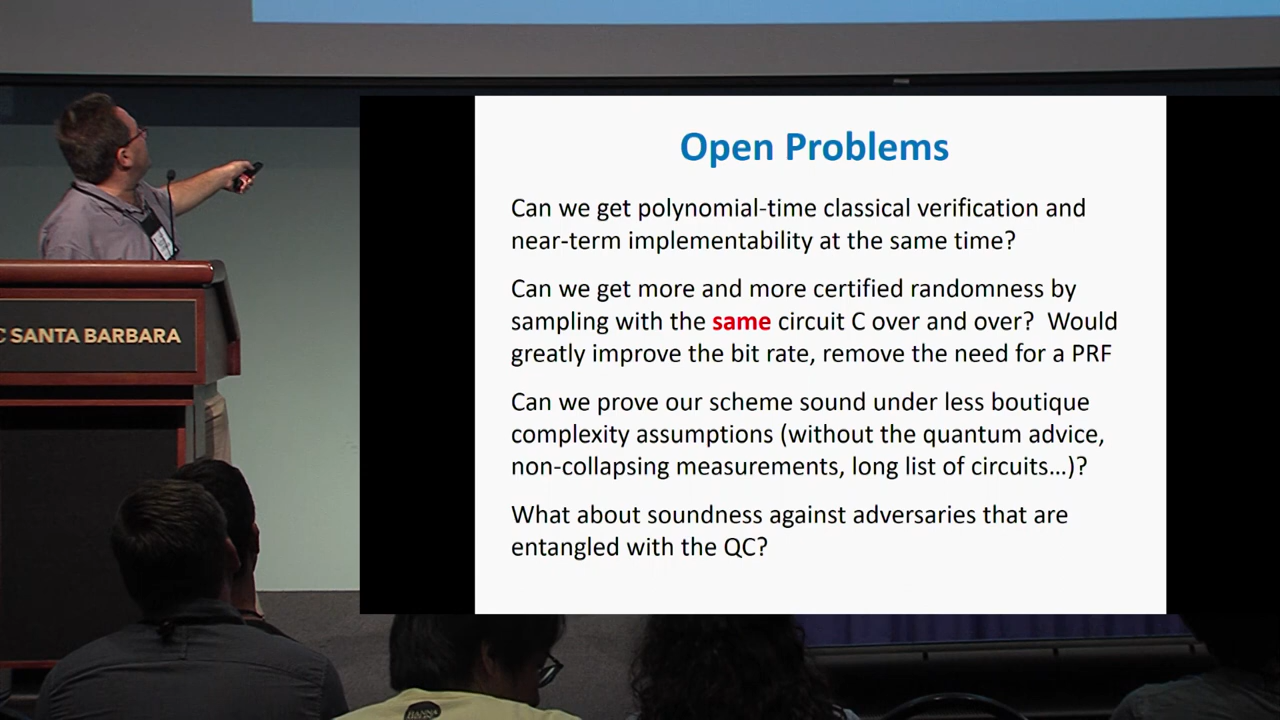 Open Problems
Can we get polynomial-time classical verification and
near-term implementability at the same time?
Can we get more and more certified randomness by
sampling with the same circuit C over and over?  Would
greatly improve the bit rate, remove the need for a PRF
Can we prove our scheme sound under less boutique
complexity assumptions (without the quantum advice,
non-collapsing measurements, long list of circuits…)?
What about soundness against adversaries that are
entangled with the QC?
C SANTA BARBARA